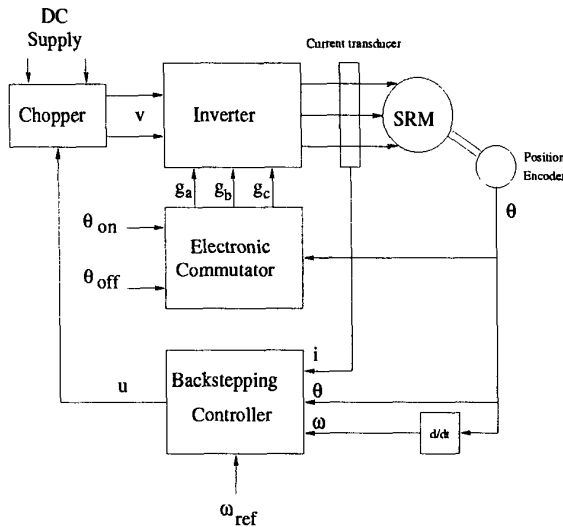 DC
Supply
Current transducer
Chopper
v
Inverter
SRM
Position
Encoder
g_a
g_b
g_c
θ
θ_on
θ_off
Electronic
Commutator
i
u
Backstepping
Controller
θ
ω
d/dt
ω_ref